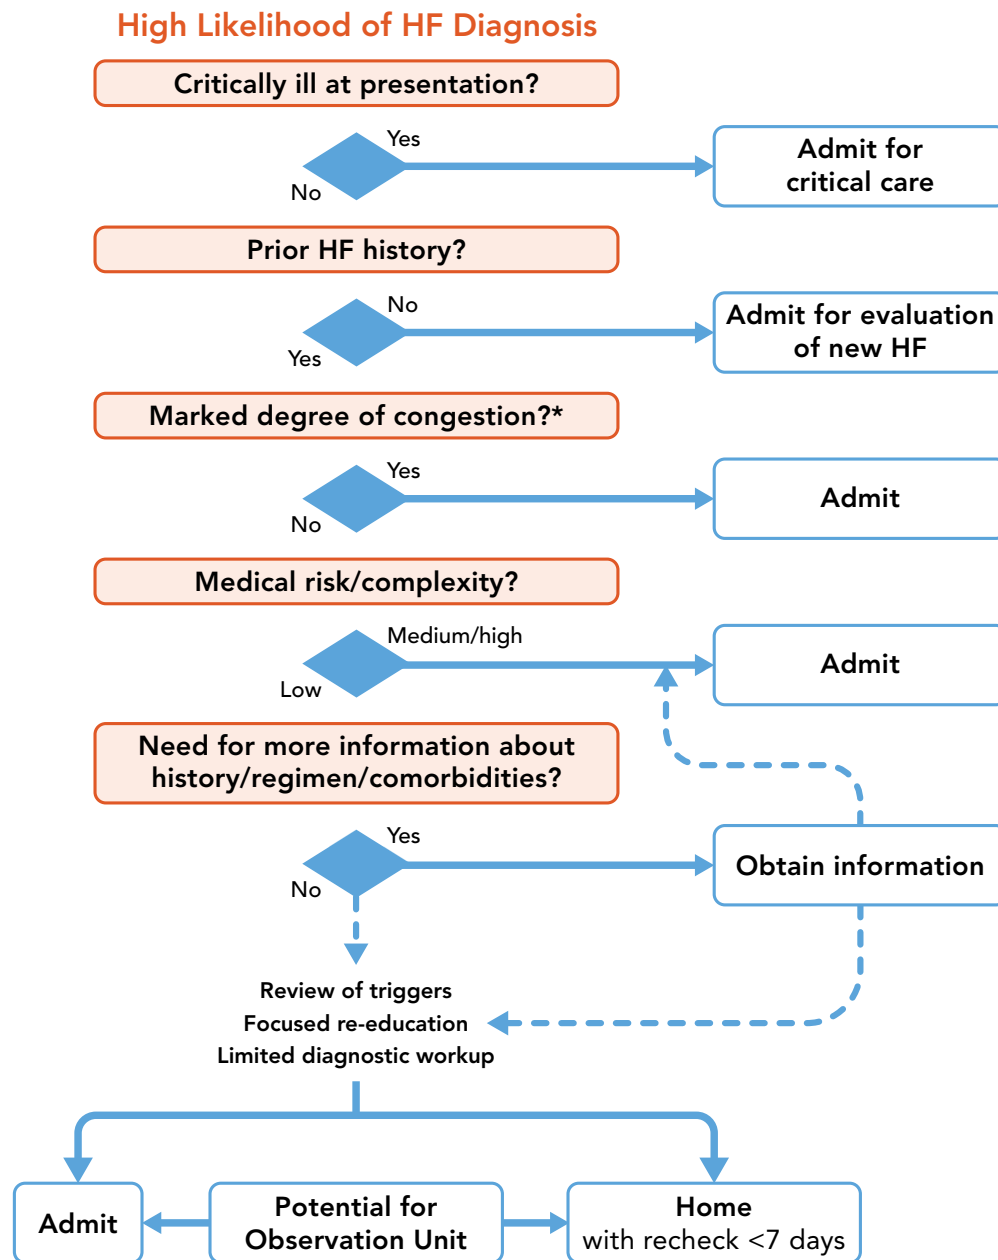 High Likelihood of HF Diagnosis
Critically ill at presentation?
Yes
No
Admit for
critical care
Prior HF history?
No
Yes
Admit for evaluation
of new HF
Marked degree of congestion?*
Yes
No
Admit
Medical risk/complexity?
Medium/high
Low
Admit
Need for more information about
history/regimen/comorbidities?
Yes
No
Obtain information
Review of triggers
Focused re-education
Limited diagnostic workup
Admit
Potential for
Observation Unit
Home
with recheck <7 days